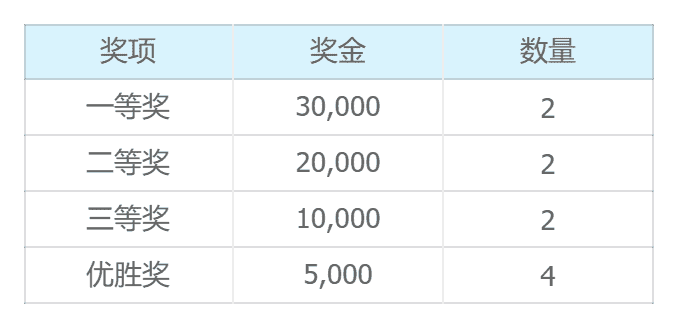 奖项 奖金 数量
一等奖 30,000 2
二等奖 20,000 2
三等奖 10,000 2
优胜奖 5,000 4